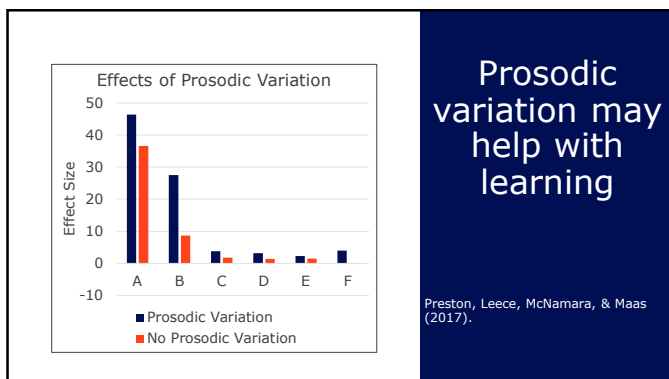 Effects of Prosodic Variation
50
40
30
20
10
0
-10
Effect Size
A B C D E F
Prosodic Variation
No Prosodic Variation
Prosodic
variation may
help with
learning
Preston, Leece, McNamara, & Maas
(2017).